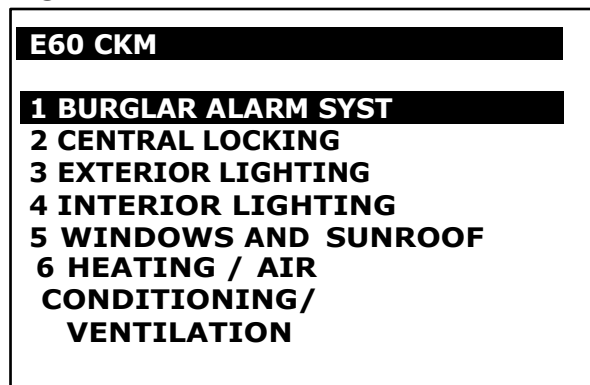 E60 CKM
1 BURGLAR ALARM SYST
2 CENTRAL LOCKING
3 EXTERIOR LIGHTING
4 INTERIOR LIGHTING
5 WINDOWS AND SUNROOF
6 HEATING / AIR
CONDITIONING/
VENTILATION